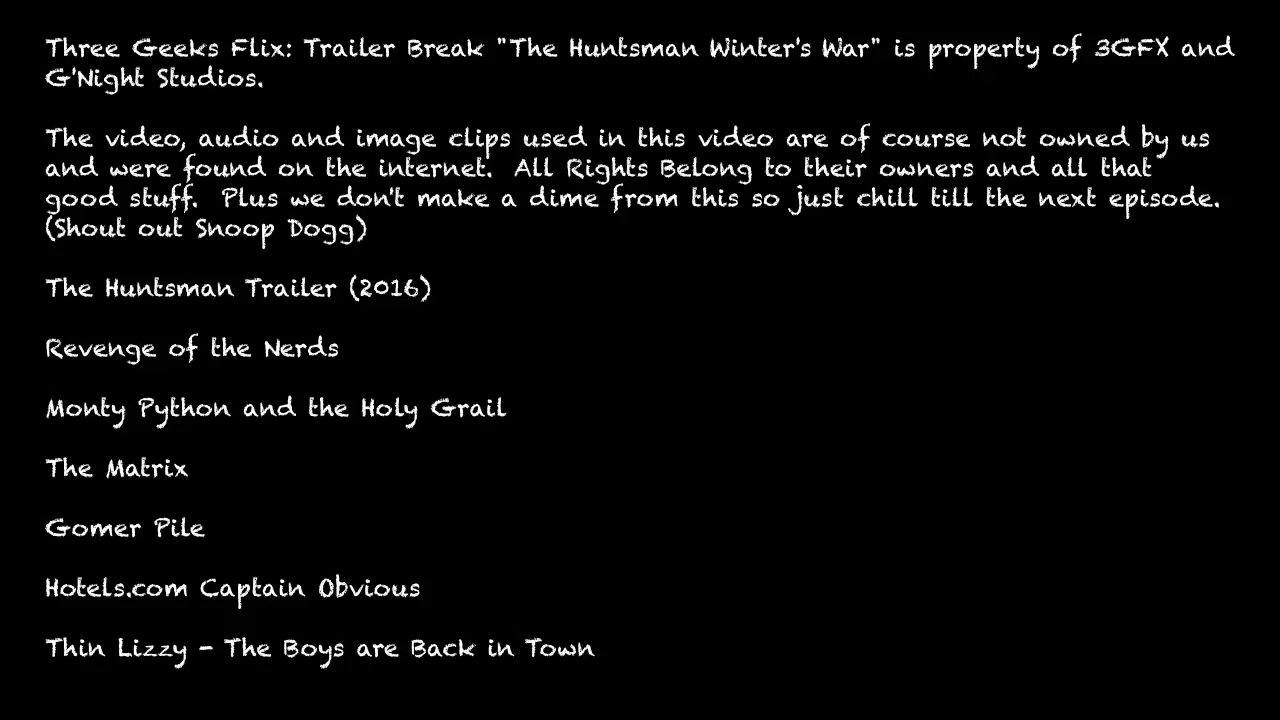 Three Geeks Flix: Trailer Break "The Huntsman Winter's War" is property of 3GFX and
G'Night Studios.
The video, audio and image clips used in this video are of course not owned by us
and were found on the internet.  All Rights Belong to their owners and all that
good stuff.  Plus we don't make a dime from this so just chill till the next episode.
(Shout out Snoop Dogg)
The Huntsman Trailer (2016)
Revenge of the Nerds
Monty Python and the Holy Grail
The Matrix
Gomer Pile
Hotels.com Captain Obvious
Thin Lizzy - The Boys are Back in Town